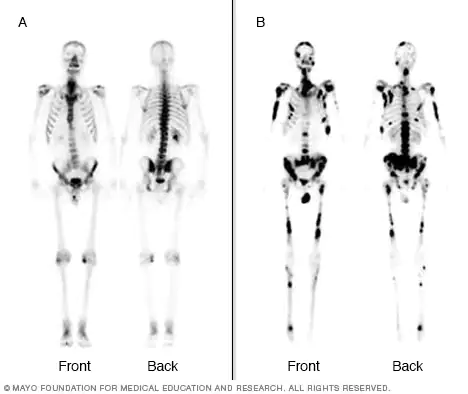 A
B
Front Back Front Back
© MAYO FOUNDATION FOR MEDICAL EDUCATION AND RESEARCH. ALL RIGHTS RESERVED.